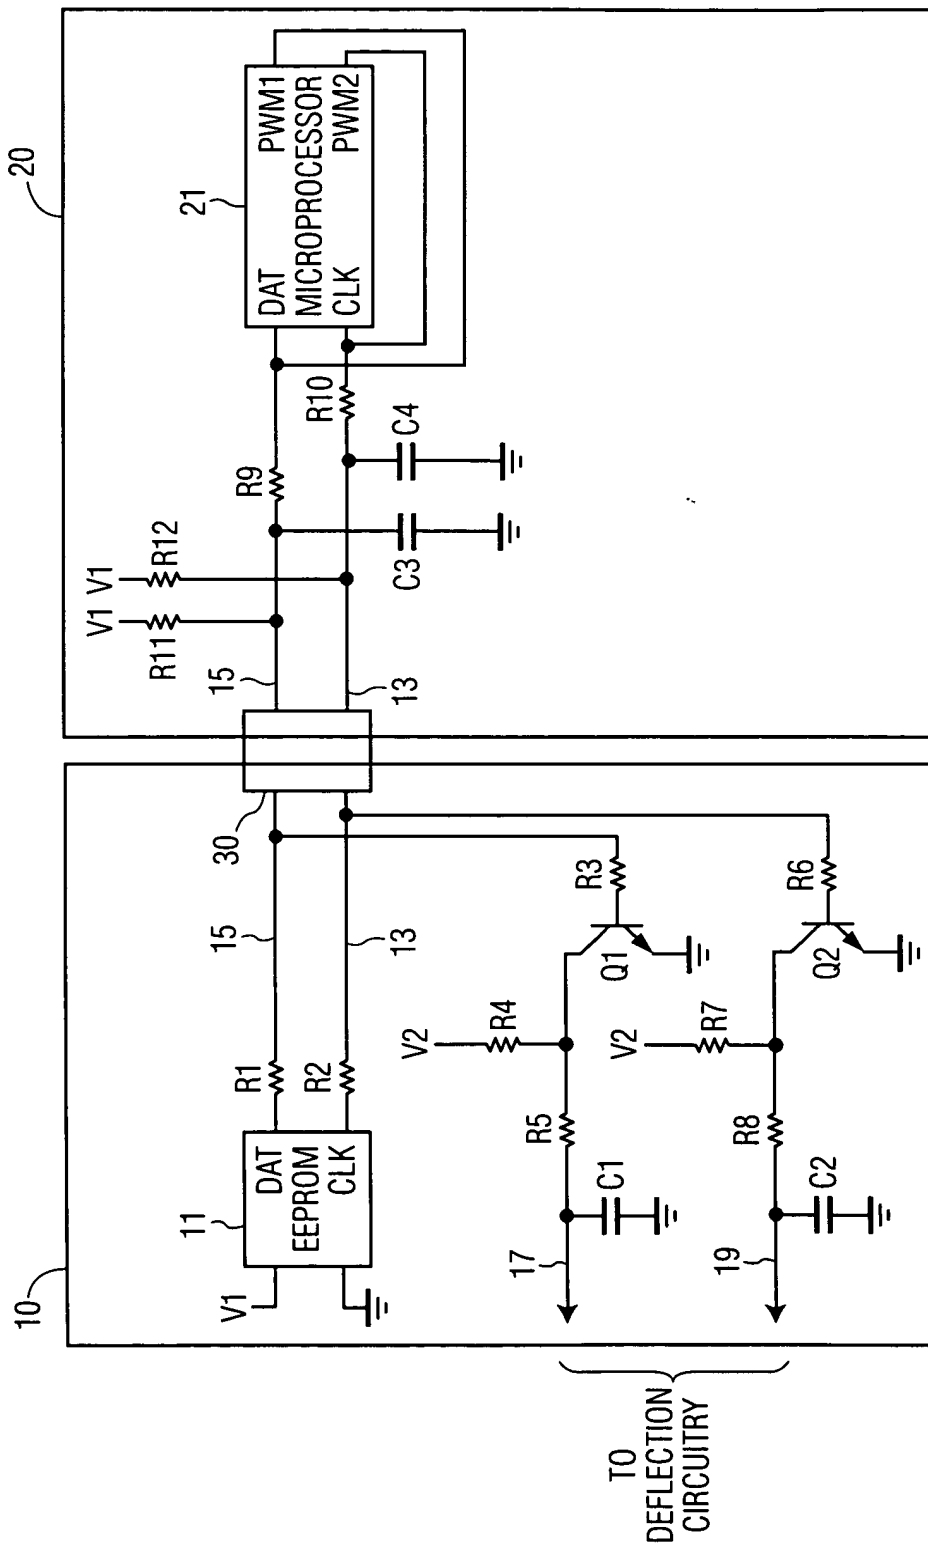 20
21
DAT
PWM1
MICROPROCESSOR
CLK
PWM2
R9
R10
C4
C3
V1
V1
R11
R12
15
13
30
10
11
V1
DAT
EEPROM
CLK
R1
R2
15
13
R3
Q1
V2
R4
R5
C1
17
R6
Q2
V2
R7
R8
C2
19
TO
DEFLECTION
CIRCUITRY